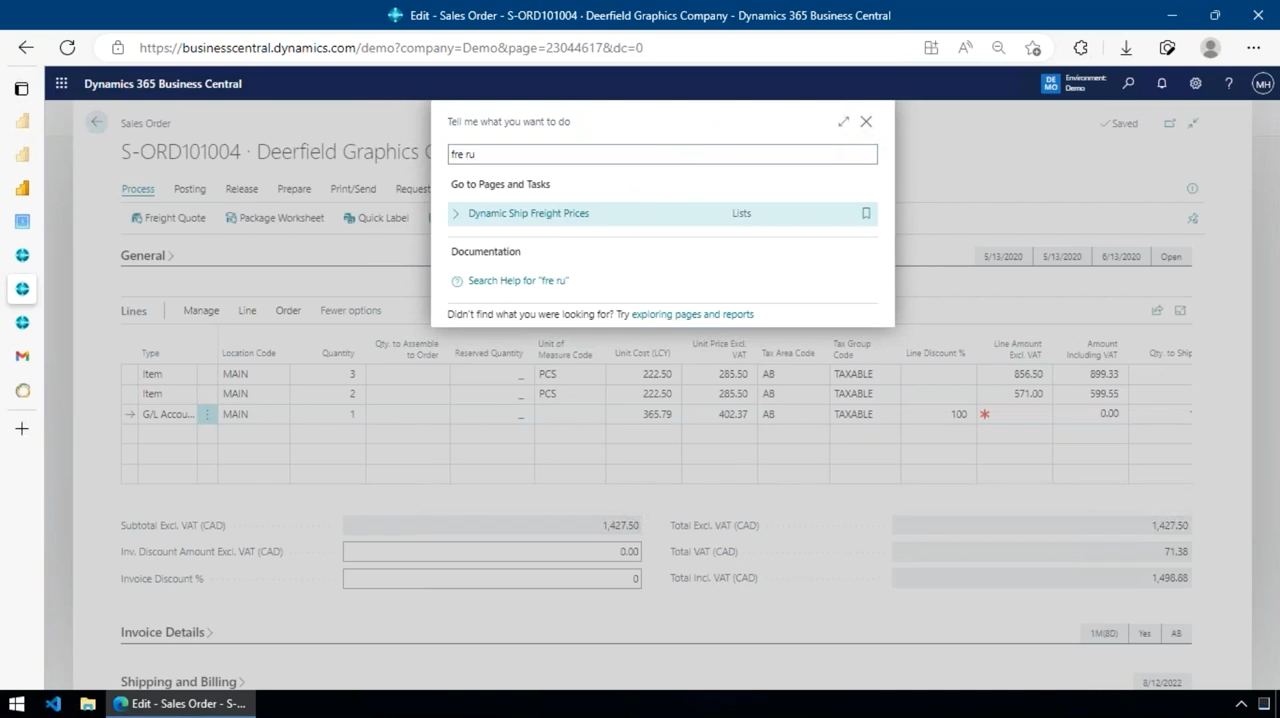 Edit - Sales Order - S-ORD101004 · Deerfield Graphics Company - Dynamics 365 Business Central
https://businesscentral.dynamics.com/demo?company=Demo&page=23044617&dc=0
Dynamics 365 Business Central
DE MO
Environment: Demo
MH
Sales Order
Saved
S-ORD101004 · Deerfield Graphics C
Process Posting Release Prepare Print/Send Request
Freight Quote Package Worksheet Quick Label
General
5/13/2020 5/13/2020 6/13/2020 Open
Tell me what you want to do
fre ru
Go to Pages and Tasks
Dynamic Ship Freight Prices Lists
Documentation
Search Help for "fre ru"
Didn't find what you were looking for? Try exploring pages and reports
Lines Manage Line Order Fewer options
Type Location Code Quantity Qty. to Assemble to Order Reserved Quantity Unit of Measure Code Unit Cost (LCY) Unit Price Excl. VAT Tax Area Code Tax Group Code Line Discount % Line Amount Excl. VAT Amount Including VAT Qty. to Ship
Item MAIN 3 _ PCS 222.50 285.50 AB TAXABLE 856.50 899.33
Item MAIN 2 _ PCS 222.50 285.50 AB TAXABLE 571.00 599.55
G/L Accou... MAIN 1 _ 365.79 402.37 AB TAXABLE 100 * 0.00
Subtotal Excl. VAT (CAD) 1,427.50 Total Excl. VAT (CAD) 1,427.50
Inv. Discount Amount Excl. VAT (CAD) 0.00 Total VAT (CAD) 71.38
Invoice Discount % 0 Total Incl. VAT (CAD) 1,498.88
Invoice Details
1M(8D) Yes AB
Shipping and Billing
8/12/2022
Edit - Sales Order - S-...